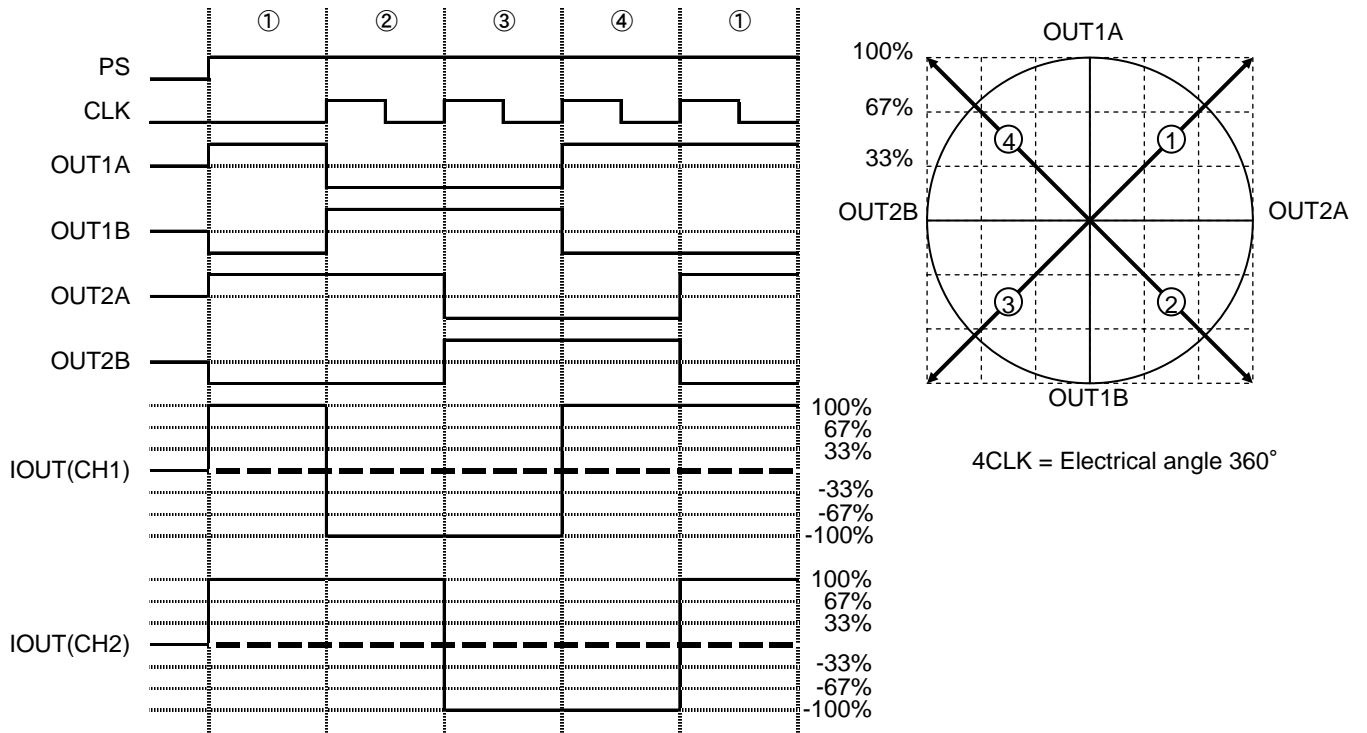 ① ② ③ ④ ①
PS
CLK
OUT1A
OUT1B
OUT2A
OUT2B
IOUT(CH1)
100%
67%
33%
-33%
-67%
-100%
IOUT(CH2)
100%
67%
33%
-33%
-67%
-100%
OUT1A
100%
67%
33%
④ ①
OUT2B
OUT2A
③ ②
OUT1B
4CLK = Electrical angle 360°